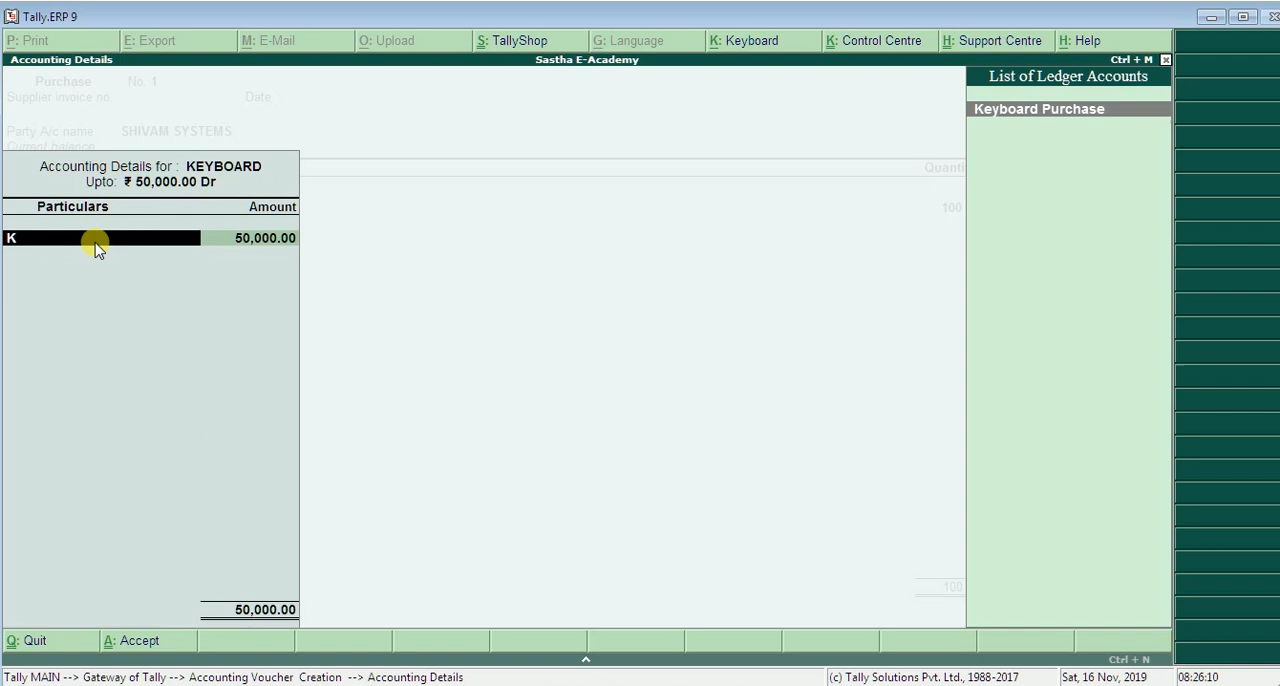 Tally.ERP 9
P: Print E: Export M: E-Mail O: Upload S: TallyShop G: Language K: Keyboard K: Control Centre H: Support Centre H: Help
Accounting Details Sastha E-Academy Ctrl + M
List of Ledger Accounts
Keyboard Purchase
Purchase No. 1
Supplier invoice no. Date
Party A/c name SHIVAM SYSTEMS
Current balance
Quanti
100
100
Accounting Details for : KEYBOARD
Upto: ₹ 50,000.00 Dr
Particulars Amount
K 50,000.00
50,000.00
Q: Quit A: Accept
Ctrl + N
Tally MAIN --> Gateway of Tally --> Accounting Voucher Creation --> Accounting Details (c) Tally Solutions Pvt. Ltd., 1988-2017 Sat, 16 Nov, 2019 08:26:10